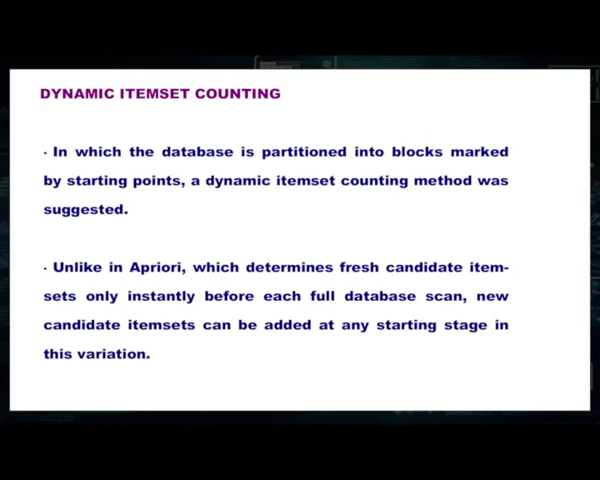 DYNAMIC ITEMSET COUNTING
· In which the database is partitioned into blocks marked
by starting points, a dynamic itemset counting method was
suggested.
· Unlike in Apriori, which determines fresh candidate item-
sets only instantly before each full database scan, new
candidate itemsets can be added at any starting stage in
this variation.